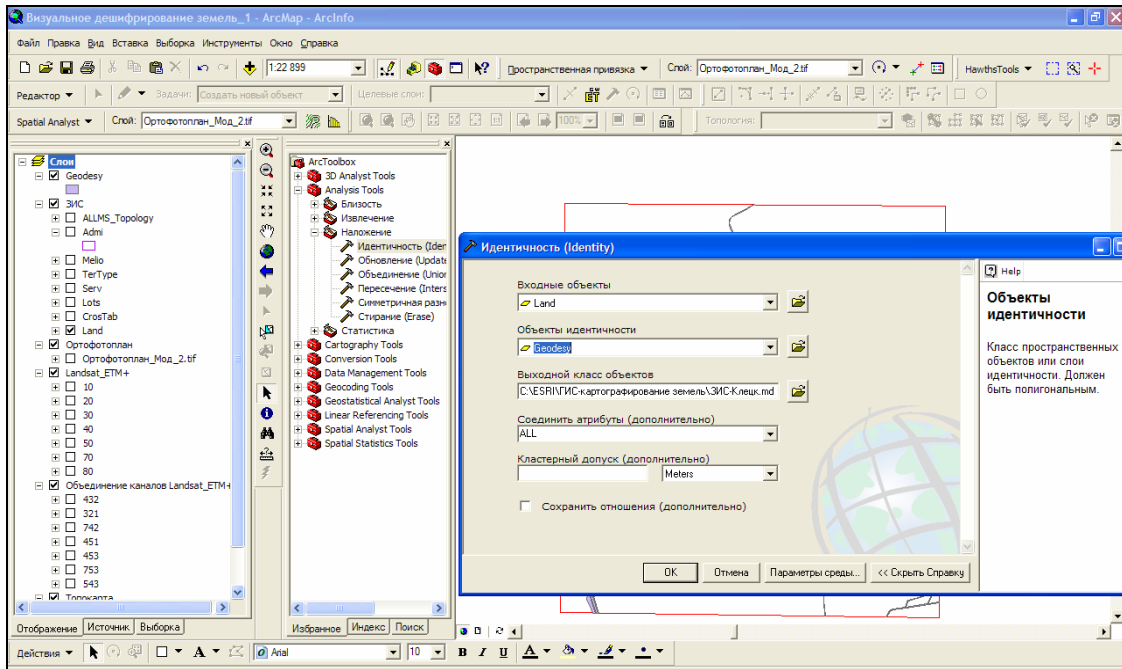 Визуальное дешифрирование земель_1 - ArcMap - ArcInfo
Файл Правка Вид Вставка Выборка Инструменты Окно Справка
1:22 899 Пространственная привязка Слой: Ортофотоплан_Мод_2.tif HawthsTools
Редактор Задачи: Создать новый объект Целевые слои:
Spatial Analyst Слой: Ортофотоплан_Мод_2.tif 100% Топология:
Слои
Geodesy
ЗИС
ALLMS_Topology
Admi
Melio
TerType
Serv
Lots
CrosTab
Land
Ортофотоплан
Ортофотоплан_Мод_2.tif
Landsat_ETM+
10
20
30
40
50
70
80
Объединение каналов Landsat_ETM+
432
321
742
451
453
753
543
Топокарта
Отображение Источник Выборка
ArcToolbox
3D Analyst Tools
Analysis Tools
Близость
Извлечение
Наложение
Идентичность (Iden
Обновление (Update
Объединение (Union
Пересечение (Inters
Симметричная разн
Стирание (Erase)
Статистика
Cartography Tools
Conversion Tools
Data Management Tools
Geocoding Tools
Geostatistical Analyst Tools
Linear Referencing Tools
Spatial Analyst Tools
Spatial Statistics Tools
Избранное Индекс Поиск
Идентичность (Identity)
Входные объекты
Land
Объекты идентичности
Geodesy
Выходной класс объектов
C:\ESRI\ГИС-картографирование земель\ЗИС-Клецк.md
Соединить атрибуты (дополнительно)
ALL
Кластерный допуск (дополнительно)
Meters
Сохранить отношения (дополнительно)
OK Отмена Параметры среды... << Скрыть Справку
Help
Объекты идентичности
Класс пространственных
объектов или слои
идентичности. Должен
быть полигональным.
Действия A Arial 10 B I U A